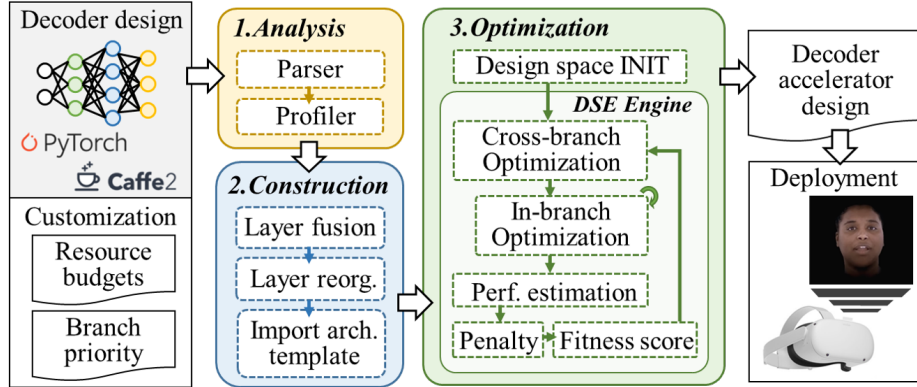 Decoder design
PyTorch
Caffe2
Customization
Resource
budgets
Branch
priority
1.Analysis
Parser
Profiler
2.Construction
Layer fusion
Layer reorg.
Import arch.
template
3.Optimization
Design space INIT
DSE Engine
Cross-branch
Optimization
In-branch
Optimization
Perf. estimation
Penalty
Fitness score
Decoder
accelerator
design
Deployment